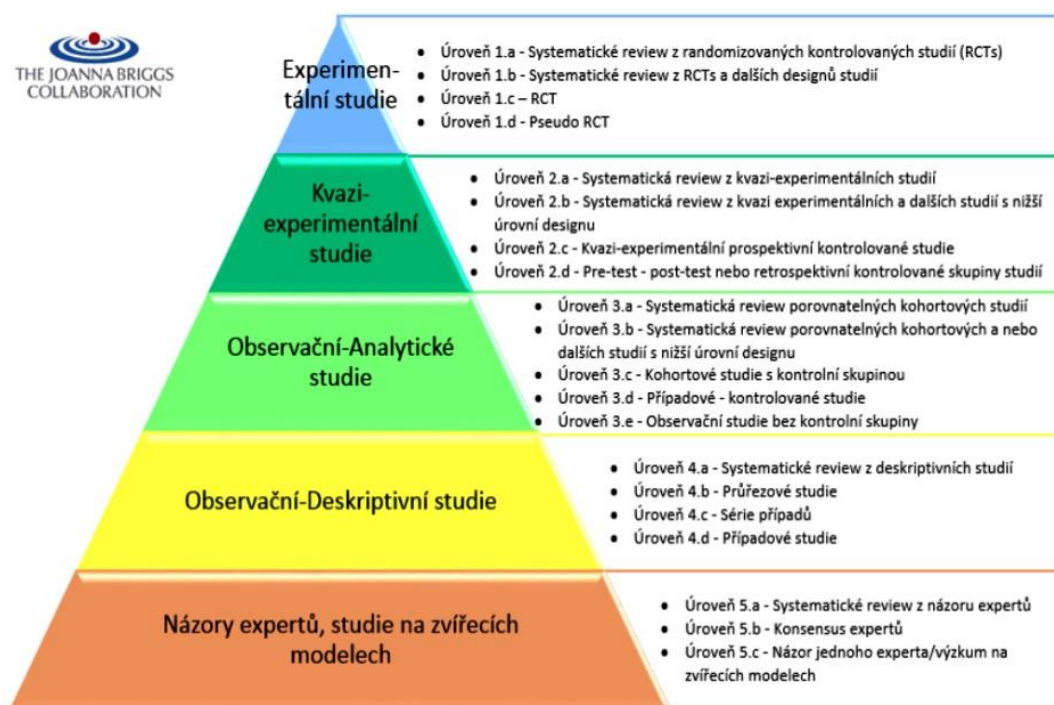 THE JOANNA BRIGGS
COLLABORATION
Experimen-
tální studie
• Úroveň 1.a - Systematické review z randomizovaných kontrolovaných studií (RCTs)
• Úroveň 1.b - Systematické review z RCTs a dalších designů studií
• Úroveň 1.c – RCT
• Úroveň 1.d - Pseudo RCT
Kvazi-
experimentální
studie
• Úroveň 2.a - Systematická review z kvazi-experimentálních studií
• Úroveň 2.b - Systematická review z kvazi experimentálních a dalších studií s nižší
úrovní designu
• Úroveň 2.c - Kvazi-experimentální prospektivní kontrolované studie
• Úroveň 2.d - Pre-test - post-test nebo retrospektivní kontrolované skupiny studií
Observační-Analytické
studie
• Úroveň 3.a - Systematická review porovnatelných kohortových studií
• Úroveň 3.b - Systematická review porovnatelných kohortových a nebo
dalších studií s nižší úrovní designu
• Úroveň 3.c - Kohortové studie s kontrolní skupinou
• Úroveň 3.d - Případové - kontrolované studie
• Úroveň 3.e - Observační studie bez kontrolní skupiny
Observační-Deskriptivní studie
• Úroveň 4.a - Systematické review z deskriptivních studií
• Úroveň 4.b - Průřezové studie
• Úroveň 4.c - Série případů
• Úroveň 4.d - Případové studie
Názory expertů, studie na zvířecích
modelech
• Úroveň 5.a - Systematické review z názoru expertů
• Úroveň 5.b - Konsensus expertů
• Úroveň 5.c - Názor jednoho experta/výzkum na
zvířecích modelech